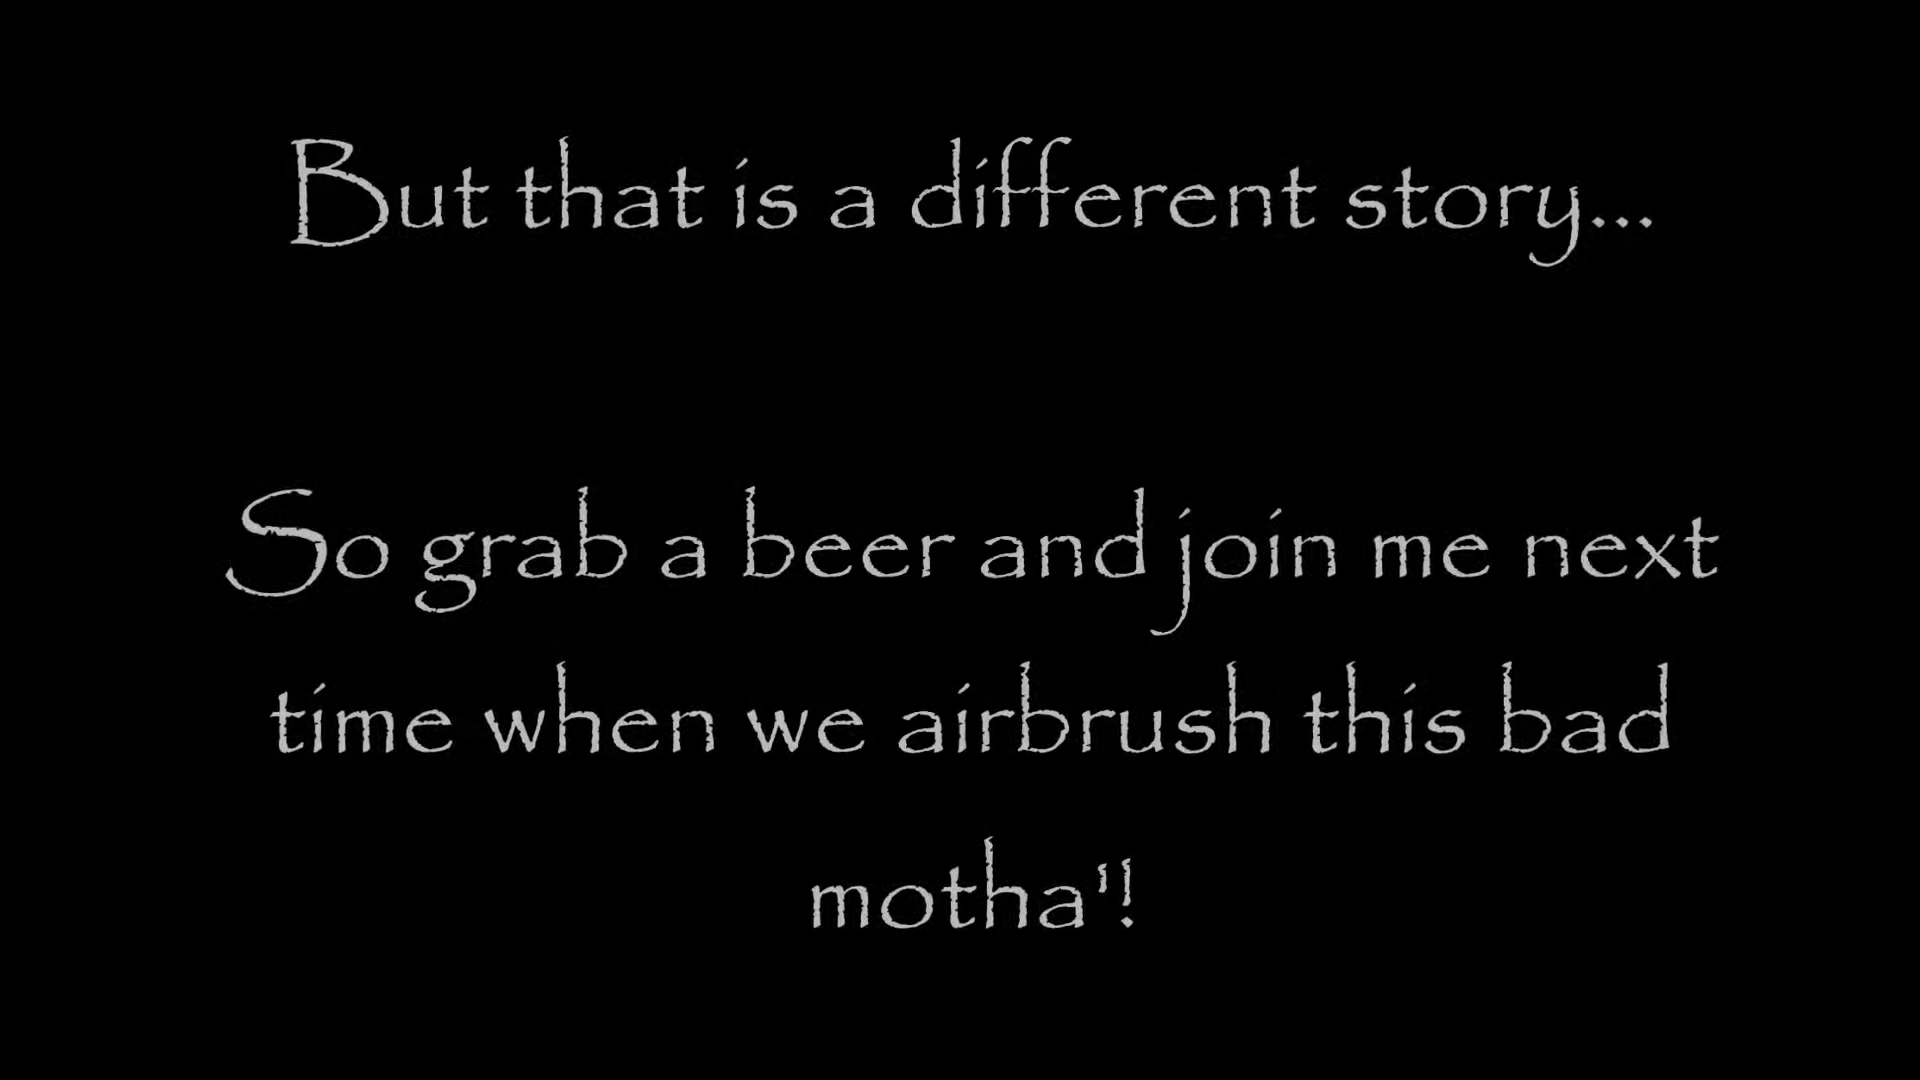 But that is a different story...
So grab a beer and join me next
time when we airbrush this bad
motha'!